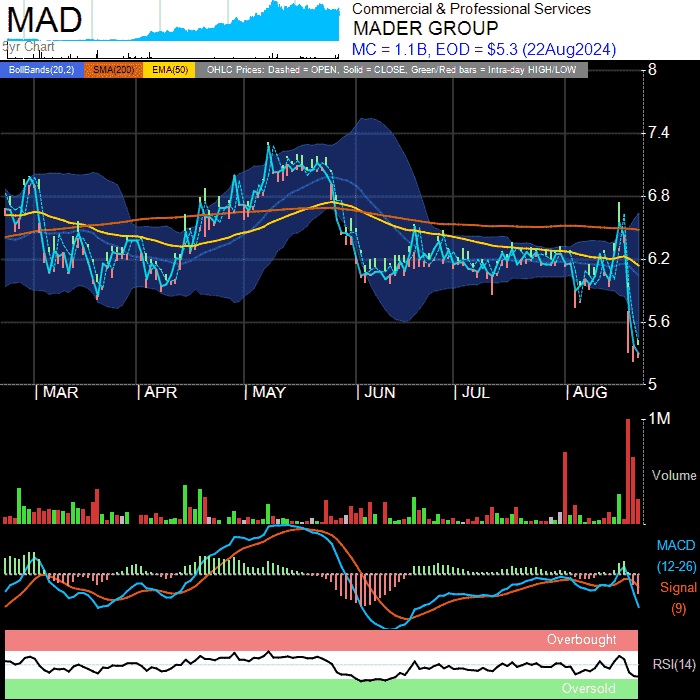 MAD
5yr Chart
Commercial & Professional Services
MADER GROUP
MC = 1.1B, EOD = $5.3 (22Aug2024)
BollBands(20,2) SMA(200) EMA(50) OHLC Prices: Dashed = OPEN, Solid = CLOSE, Green/Red bars = Intra-day HIGH/LOW
8
7.4
6.8
6.2
5.6
5
| MAR | APR | MAY | JUN | JUL | AUG
1M
Volume
MACD
(12-26)
Signal
(9)
Overbought
RSI(14)
Oversold